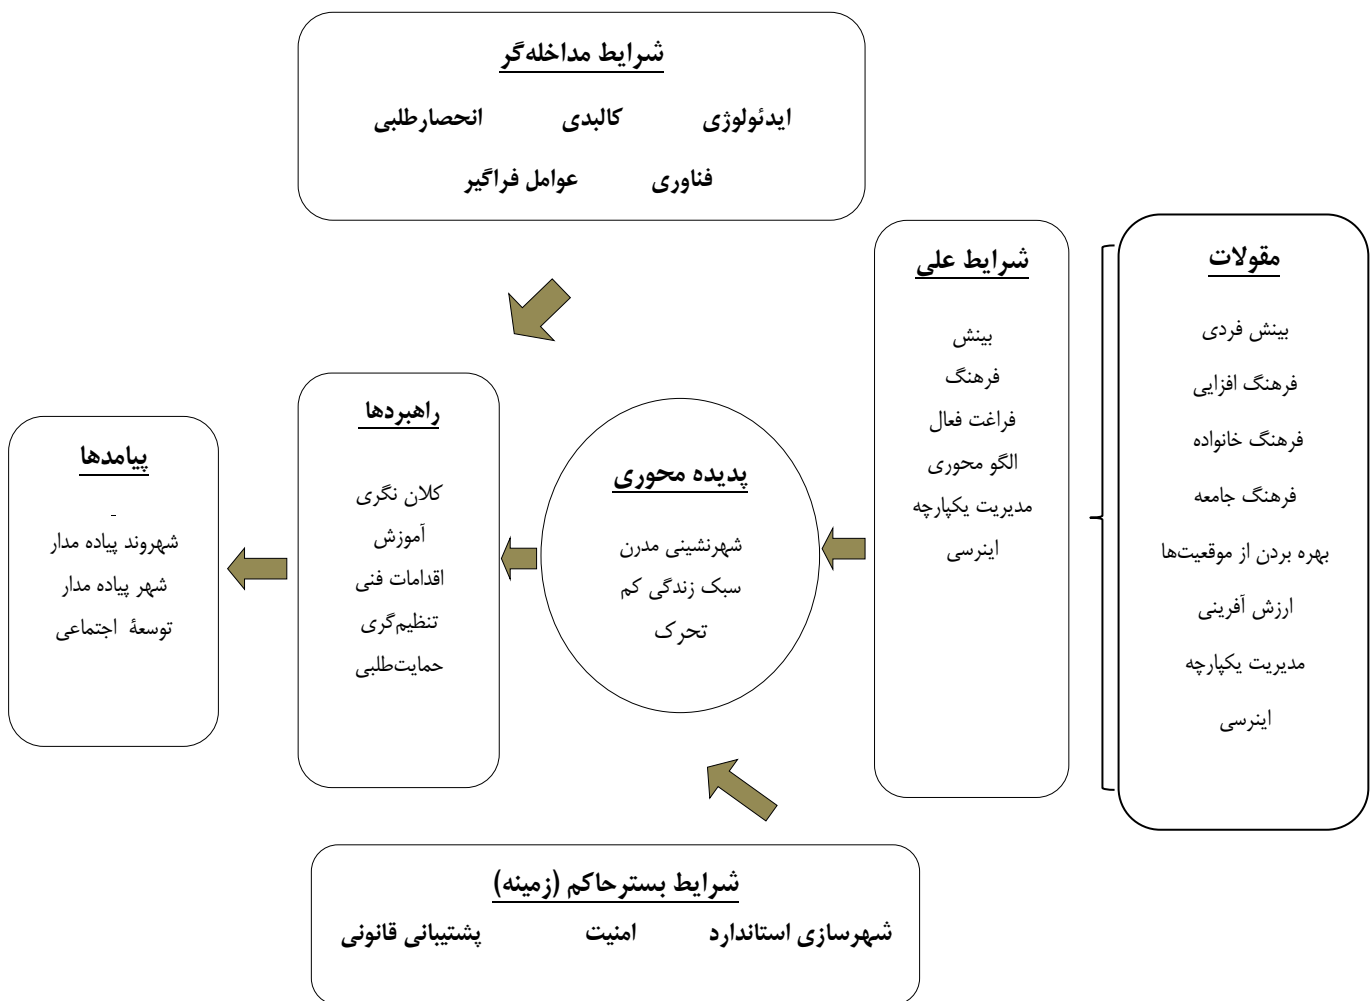 شرایط مداخله‌گر
ایدئولوژی کالبدی انحصارطلبی
فناوری عوامل فراگیر
مقولات
بینش فردی
فرهنگ افزایی
فرهنگ خانواده
فرهنگ جامعه
بهره بردن از موقعیت‌ها
ارزش آفرینی
مدیریت یکپارچه
اینرسی
شرایط علی
بینش
فرهنگ
فراغت فعال
الگو محوری
مدیریت یکپارچه
اینرسی
پدیده محوری
شهرنشینی مدرن
سبک زندگی کم
تحرک
راهبردها
کلان نگری
آموزش
اقدامات فنی
تنظیم‌گری
حمایت‌طلبی
پیامدها
-
شهروند پیاده مدار
شهر پیاده مدار
توسعهٔ اجتماعی
شرایط بسترحاکم (زمینه)
شهرسازی استاندارد امنیت پشتیبانی قانونی